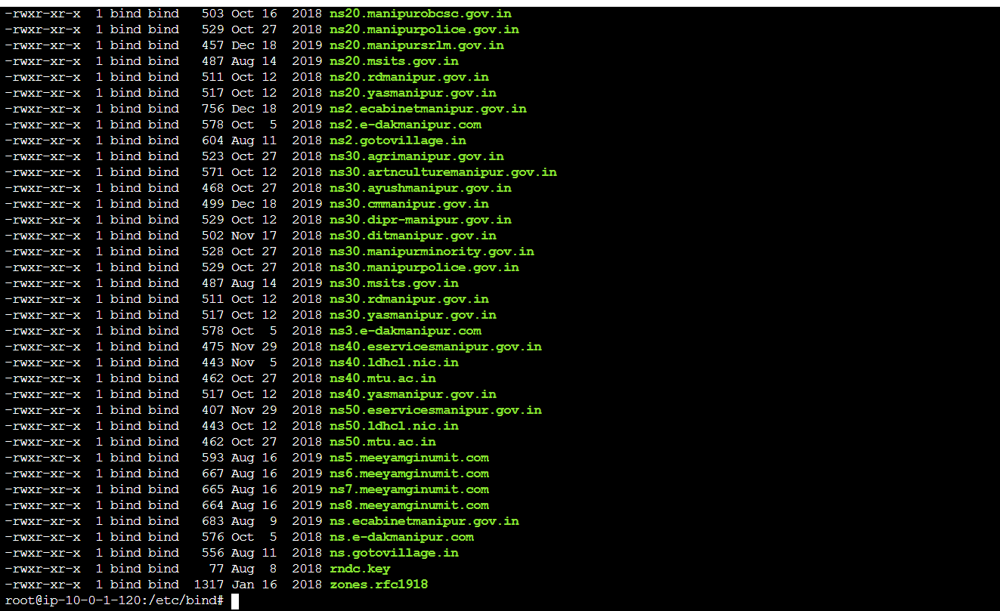 -rwxr-xr-x  1 bind bind   503 Oct 16  2018 ns20.manipurobcsc.gov.in
-rwxr-xr-x  1 bind bind   529 Oct 27  2018 ns20.manipurpolice.gov.in
-rwxr-xr-x  1 bind bind   457 Dec 18  2019 ns20.manipursrlm.gov.in
-rwxr-xr-x  1 bind bind   487 Aug 14  2019 ns20.msits.gov.in
-rwxr-xr-x  1 bind bind   511 Oct 12  2018 ns20.rdmanipur.gov.in
-rwxr-xr-x  1 bind bind   517 Oct 12  2018 ns20.yasmanipur.gov.in
-rwxr-xr-x  1 bind bind   756 Dec 18  2019 ns2.ecabinetmanipur.gov.in
-rwxr-xr-x  1 bind bind   578 Oct  5  2018 ns2.e-dakmanipur.com
-rwxr-xr-x  1 bind bind   604 Aug 11  2018 ns2.gotovillage.in
-rwxr-xr-x  1 bind bind   523 Oct 27  2018 ns30.agrimanipur.gov.in
-rwxr-xr-x  1 bind bind   571 Oct 12  2018 ns30.artnculturemanipur.gov.in
-rwxr-xr-x  1 bind bind   468 Oct 27  2018 ns30.ayushmanipur.gov.in
-rwxr-xr-x  1 bind bind   499 Dec 18  2019 ns30.cmmanipur.gov.in
-rwxr-xr-x  1 bind bind   529 Oct 12  2018 ns30.dipr-manipur.gov.in
-rwxr-xr-x  1 bind bind   502 Nov 17  2018 ns30.ditmanipur.gov.in
-rwxr-xr-x  1 bind bind   528 Oct 27  2018 ns30.manipurminority.gov.in
-rwxr-xr-x  1 bind bind   529 Oct 27  2018 ns30.manipurpolice.gov.in
-rwxr-xr-x  1 bind bind   487 Aug 14  2019 ns30.msits.gov.in
-rwxr-xr-x  1 bind bind   511 Oct 12  2018 ns30.rdmanipur.gov.in
-rwxr-xr-x  1 bind bind   517 Oct 12  2018 ns30.yasmanipur.gov.in
-rwxr-xr-x  1 bind bind   578 Oct  5  2018 ns3.e-dakmanipur.com
-rwxr-xr-x  1 bind bind   475 Nov 29  2018 ns40.eservicesmanipur.gov.in
-rwxr-xr-x  1 bind bind   443 Nov  5  2018 ns40.ldhcl.nic.in
-rwxr-xr-x  1 bind bind   462 Oct 27  2018 ns40.mtu.ac.in
-rwxr-xr-x  1 bind bind   517 Oct 12  2018 ns40.yasmanipur.gov.in
-rwxr-xr-x  1 bind bind   407 Nov 29  2018 ns50.eservicesmanipur.gov.in
-rwxr-xr-x  1 bind bind   443 Oct 12  2018 ns50.ldhcl.nic.in
-rwxr-xr-x  1 bind bind   462 Oct 27  2018 ns50.mtu.ac.in
-rwxr-xr-x  1 bind bind   593 Aug 16  2019 ns5.meeyamginumit.com
-rwxr-xr-x  1 bind bind   667 Aug 16  2019 ns6.meeyamginumit.com
-rwxr-xr-x  1 bind bind   665 Aug 16  2019 ns7.meeyamginumit.com
-rwxr-xr-x  1 bind bind   664 Aug 16  2019 ns8.meeyamginumit.com
-rwxr-xr-x  1 bind bind   683 Aug  9  2019 ns.ecabinetmanipur.gov.in
-rwxr-xr-x  1 bind bind   576 Oct  5  2018 ns.e-dakmanipur.com
-rwxr-xr-x  1 bind bind   556 Aug 11  2018 ns.gotovillage.in
-rwxr-xr-x  1 bind bind    77 Aug  8  2018 rndc.key
-rwxr-xr-x  1 bind bind  1317 Jan 16  2018 zones.rfc1918
root@ip-10-0-1-120:/etc/bind#